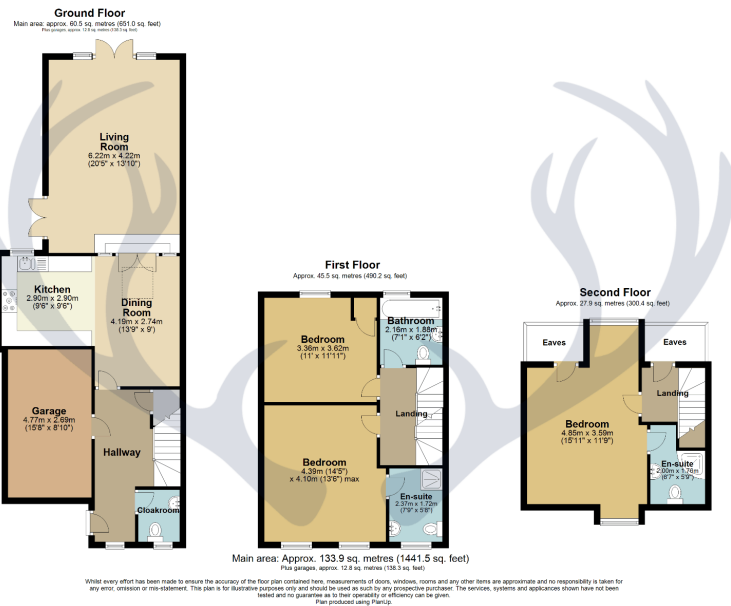 Ground Floor
Main area: approx. 60.5 sq. metres (651.0 sq. feet)
Plus garages, approx. 12.8 sq. metres (138.3 sq. feet)
Living
Room
6.22m x 4.22m
(20'5" x 13'10")
Kitchen
2.90m x 2.90m
(9'6" x 9'6")
Dining
Room
4.19m x 2.74m
(13'9" x 9')
Garage
4.77m x 2.69m
(15'8" x 8'10")
Hallway
Cloakroom
First Floor
Approx. 45.5 sq. metres (490.2 sq. feet)
Bedroom
3.36m x 3.62m
(11' x 11'11")
Bathroom
2.16m x 1.88m
(7'1" x 6'2")
Landing
Bedroom
4.39m (14'5")
x 4.10m (13'6") max
En-suite
2.37m x 1.72m
(7'9" x 5'8")
Second Floor
Approx. 27.9 sq. metres (300.4 sq. feet)
Eaves
Eaves
Landing
Bedroom
4.85m x 3.59m
(15'11" x 11'9")
En-suite
2.00m x 1.76m
(6'7" x 5'9")
Main area: Approx. 133.9 sq. metres (1441.5 sq. feet)
Plus garages, approx. 12.8 sq. metres (138.3 sq. feet)
Whilst every effort has been made to ensure the accuracy of the floor plan contained here, measurements of doors, windows, rooms and any other items are approximate and no responsibility is taken for
any error, omission or mis-statement. This plan is for illustrative purposes only and should be used as such by any prospective purchaser. The services, systems and appliances shown have not been
tested and no guarantee as to their operability or efficiency can be given.
Plan produced using PlanUp.